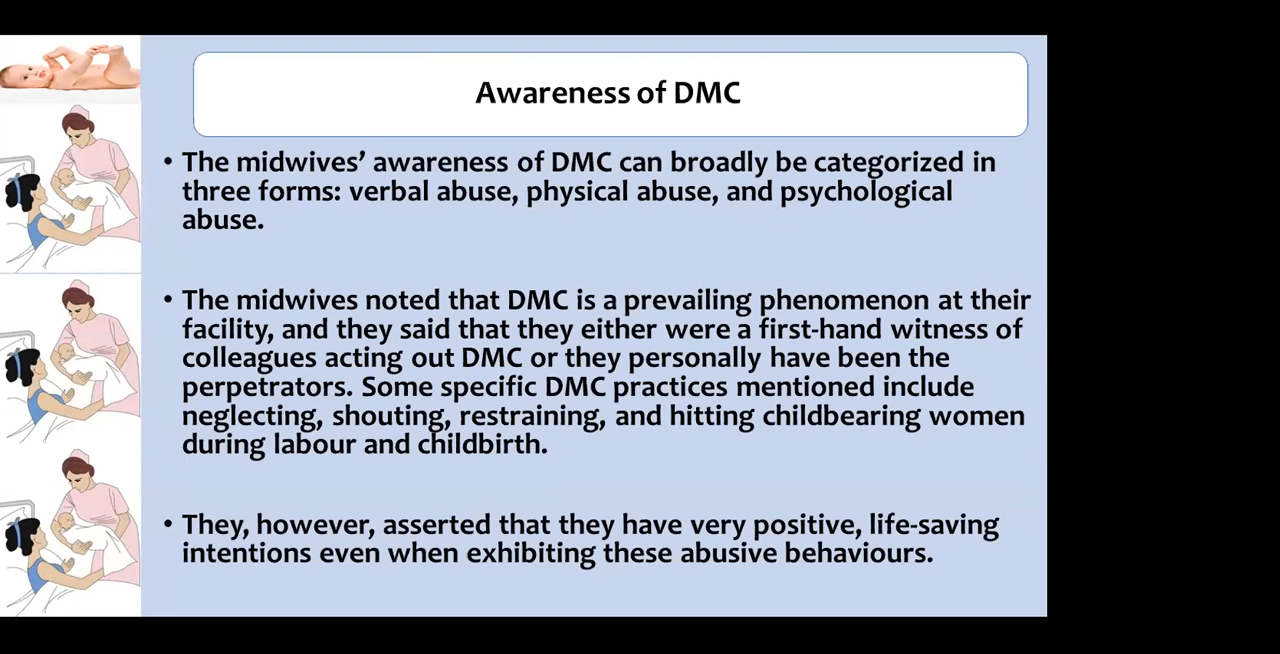 Awareness of DMC
• The midwives’ awareness of DMC can broadly be categorized in
three forms: verbal abuse, physical abuse, and psychological
abuse.
• The midwives noted that DMC is a prevailing phenomenon at their
facility, and they said that they either were a first-hand witness of
colleagues acting out DMC or they personally have been the
perpetrators. Some specific DMC practices mentioned include
neglecting, shouting, restraining, and hitting childbearing women
during labour and childbirth.
• They, however, asserted that they have very positive, life-saving
intentions even when exhibiting these abusive behaviours.